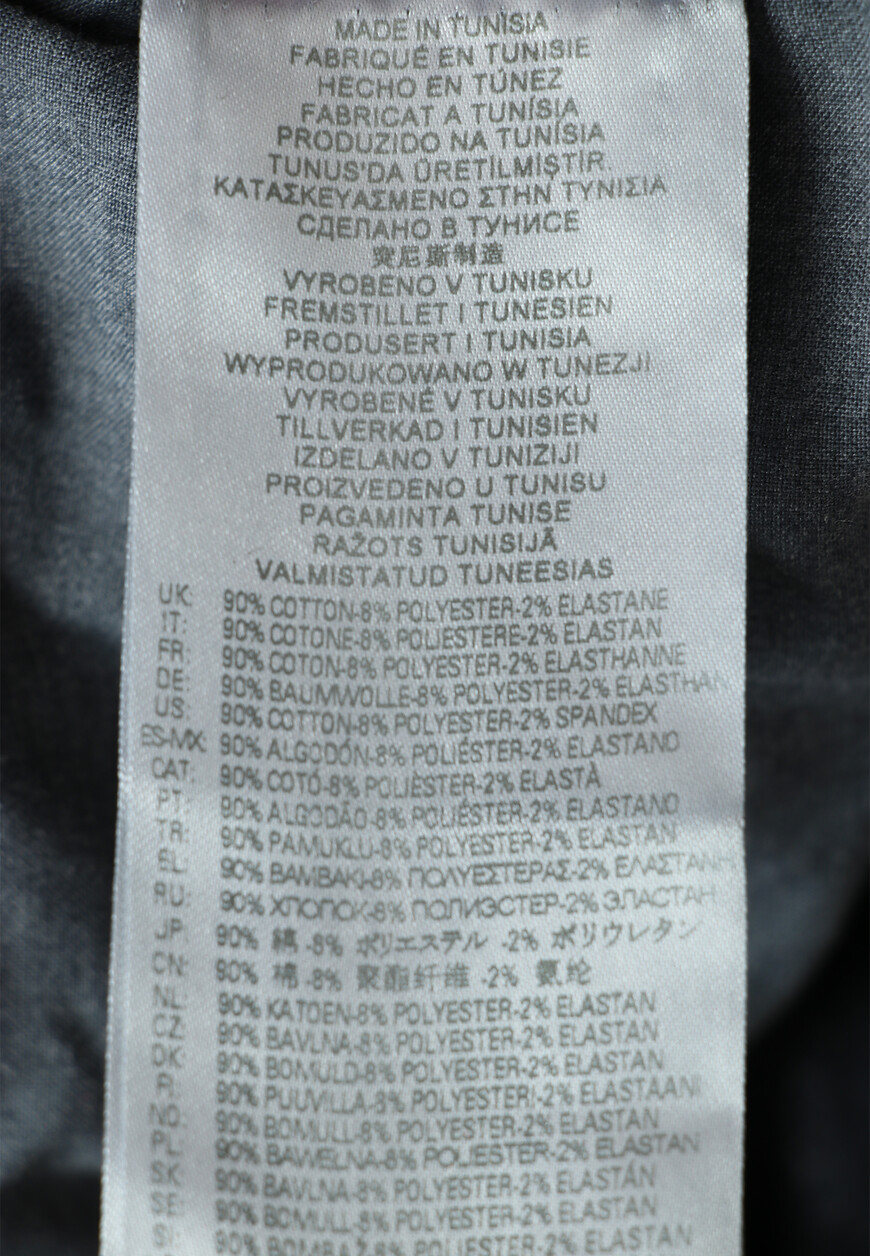 MADE IN TUNISIA
FABRIQUÉ EN TUNISIE
HECHO EN TÚNEZ
FABRICAT A TUNÍSIA
PRODUZIDO NA TUNÍSIA
TUNUS'DA ÜRETİLMİŞTİR.
ΚΑΤΑΣΚΕΥΑΣΜΕΝΟ ΣΤΗΝ ΤΥΝΙΣΙΑ
СДЕЛАНО В ТУНИСЕ
突尼斯制造
VYROBENO V TUNISKU
FREMSTILLET I TUNESIEN
PRODUSERT I TUNISIA
WYPRODUKOWANO W TUNEZJI
VYROBENÉ V TUNISKU
TILLVERKAD I TUNISIEN
IZDELANO V TUNIZIJI
PROIZVEDENO U TUNISU
PAGAMINTA TUNISE
RAŽOTS TUNISIJĀ
VALMISTATUD TUNEESIAS
UK: 90% COTTON-8% POLYESTER-2% ELASTANE
IT: 90% COTONE-8% POLIESTERE-2% ELASTAN
FR: 90% COTON-8% POLYESTER-2% ELASTHANNE
DE: 90% BAUMWOLLE-8% POLYESTER-2% ELASTHAN
US: 90% COTTON-8% POLYESTER-2% SPANDEX
ES-MX: 90% ALGODÓN-8% POLIÉSTER-2% ELASTANO
CAT: 90% COTÓ-8% POLIÈSTER-2% ELASTÀ
PT: 90% ALGODÃO-8% POLIÉSTER-2% ELASTANO
TR: 90% PAMUKLU-8% POLYESTER-2% ELASTAN
EL: 90% ΒΑΜΒΑΚΙ-8% ΠΟΛΥΕΣΤΕΡΑΣ-2% ΕΛΑΣΤΑΝΗ
RU: 90% ХЛОПОК-8% ПОЛИЭСТЕР-2% ЭЛАСТАН
JP: 90% 綿 -8% ポリエステル -2% ポリウレタン
CN: 90% 棉 -8% 聚酯纤维 -2% 氨纶
NL: 90% KATOEN-8% POLYESTER-2% ELASTAN
CZ: 90% BAVLNA-8% POLYESTER-2% ELASTAN
DK: 90% BOMULD-8% POLYESTER-2% ELASTAN
FI: 90% PUUVILLA-8% POLYESTERI-2% ELASTAANI
NO: 90% BOMULL-8% POLYESTER-2% ELASTAN
PL: 90% BAWEŁNA-8% POLIESTER-2% ELASTAN
SK: 90% BAVLNA-8% POLYESTER-2% ELASTÁN
SE: 90% BOMULL-8% POLYESTER-2% ELASTAN
90% BOMBAŽ-8% POLIESTER-2% ELASTAN